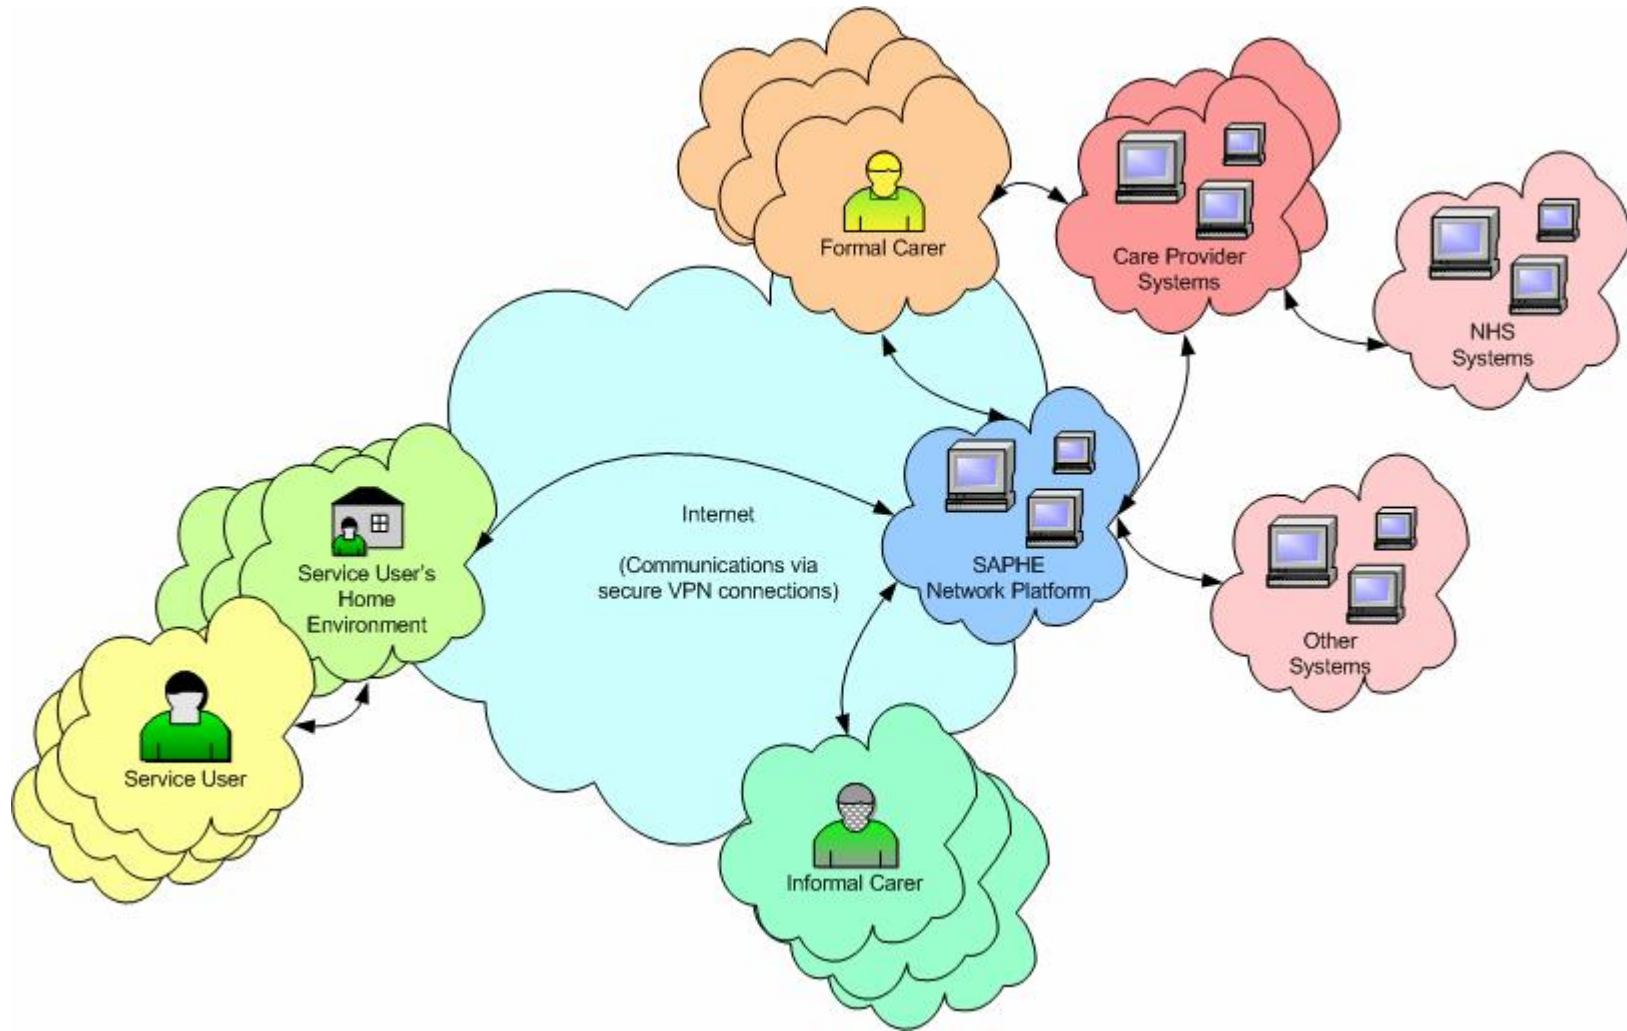 Formal Carer
Care Provider
Systems
NHS
Systems
Internet
(Communications via
secure VPN connections)
SAPHE
Network Platform
Service User's
Home
Environment
Other
Systems
Service User
Informal Carer